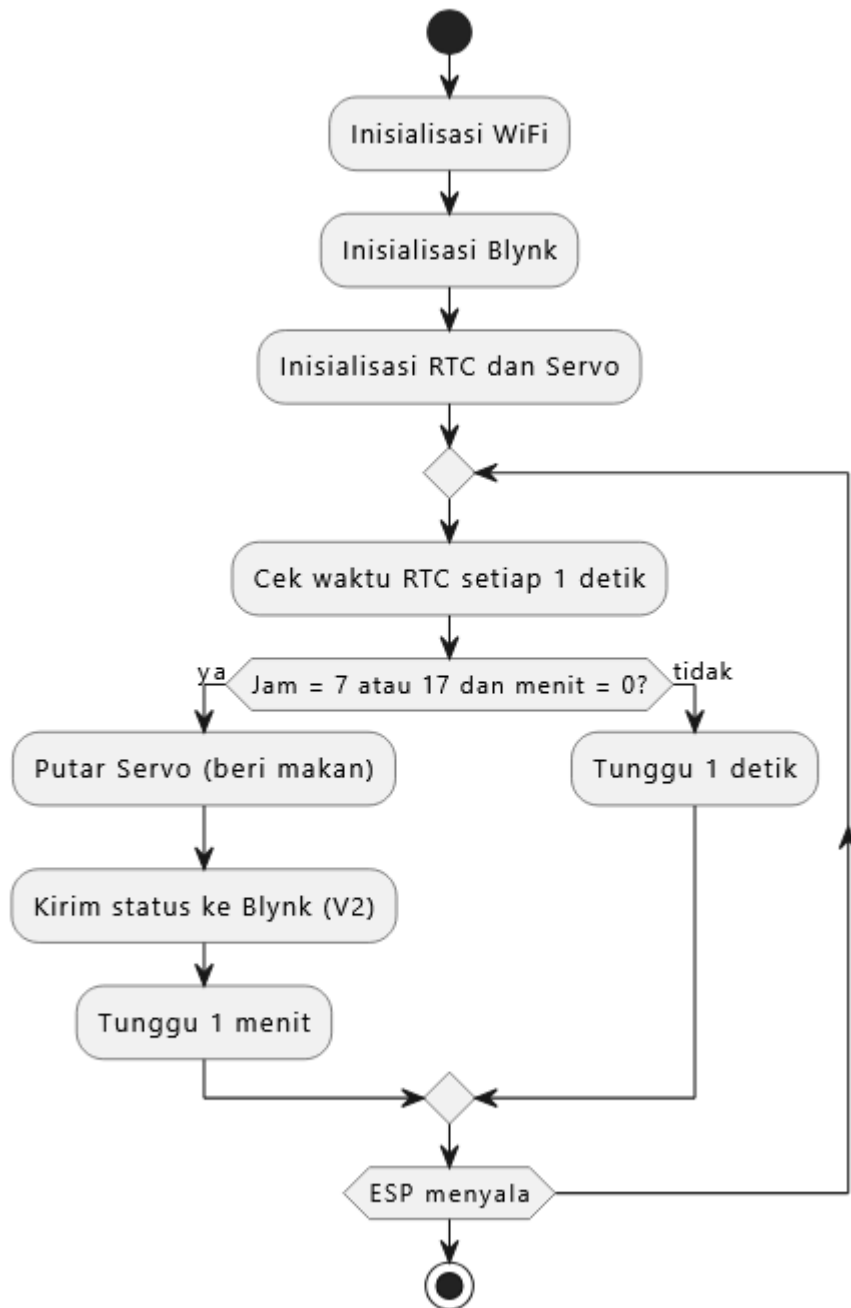 Inisialisasi WiFi
Inisialisasi Blynk
Inisialisasi RTC dan Servo
Cek waktu RTC setiap 1 detik
ya
Jam = 7 atau 17 dan menit = 0?
tidak
Putar Servo (beri makan)
Tunggu 1 detik
Kirim status ke Blynk (V2)
Tunggu 1 menit
ESP menyala